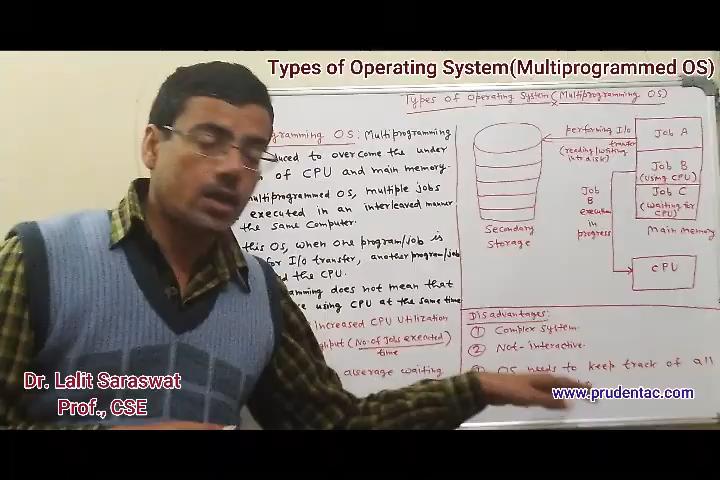 Types of Operating System(Multiprogrammed OS)
Types of Operating System (Multiprogramming OS)
gramming OS: Multiprogramming
duced to overcome the under
of CPU and main memory.
ultiprogrammed OS, multiple jobs
executed in an interleaved manner
the same computer.
this OS, when one program/job is
for I/O transfer, another program/job
the CPU.
amming does not mean that
using CPU at the same time
increased CPU Utilization
ghput (No. of Jobs executed)
time
average waiting
Secondary
Storage
performing I/O
transfer
(reading/writing
into disk)
Job A
Job B
(Using CPU)
Job C
(Waiting for
CPU)
Main memory
Job
B
execution
in
progress
CPU
Disadvantages:
1 Complex System
2 Not-interactive
OS needs to keep track of all
Dr. Lalit Saraswat
Prof., CSE
www.prudentac.com